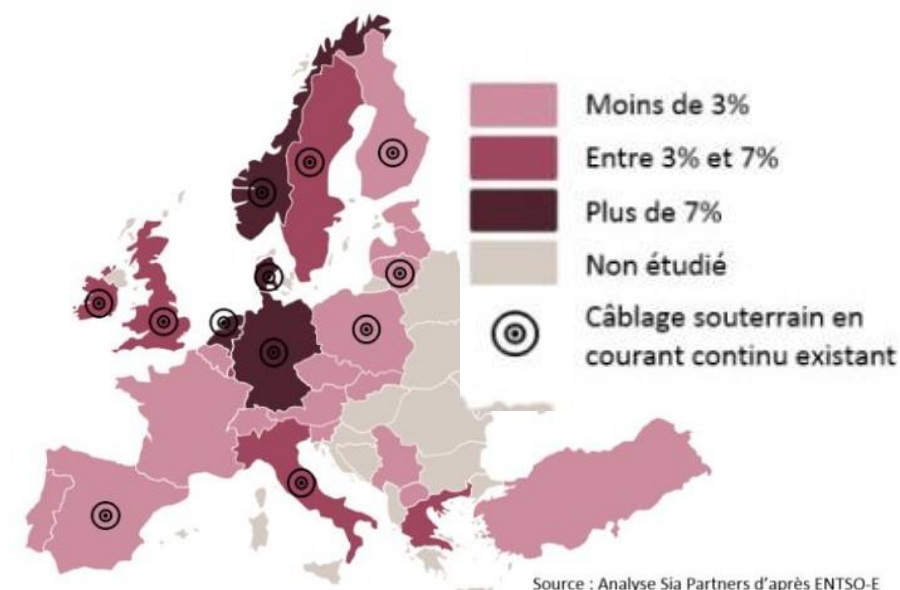 Moins de 3%
Entre 3% et 7%
Plus de 7%
Non étudié
Câblage souterrain en
courant continu existant
Source : Analyse Sia Partners d'après ENTSO-E